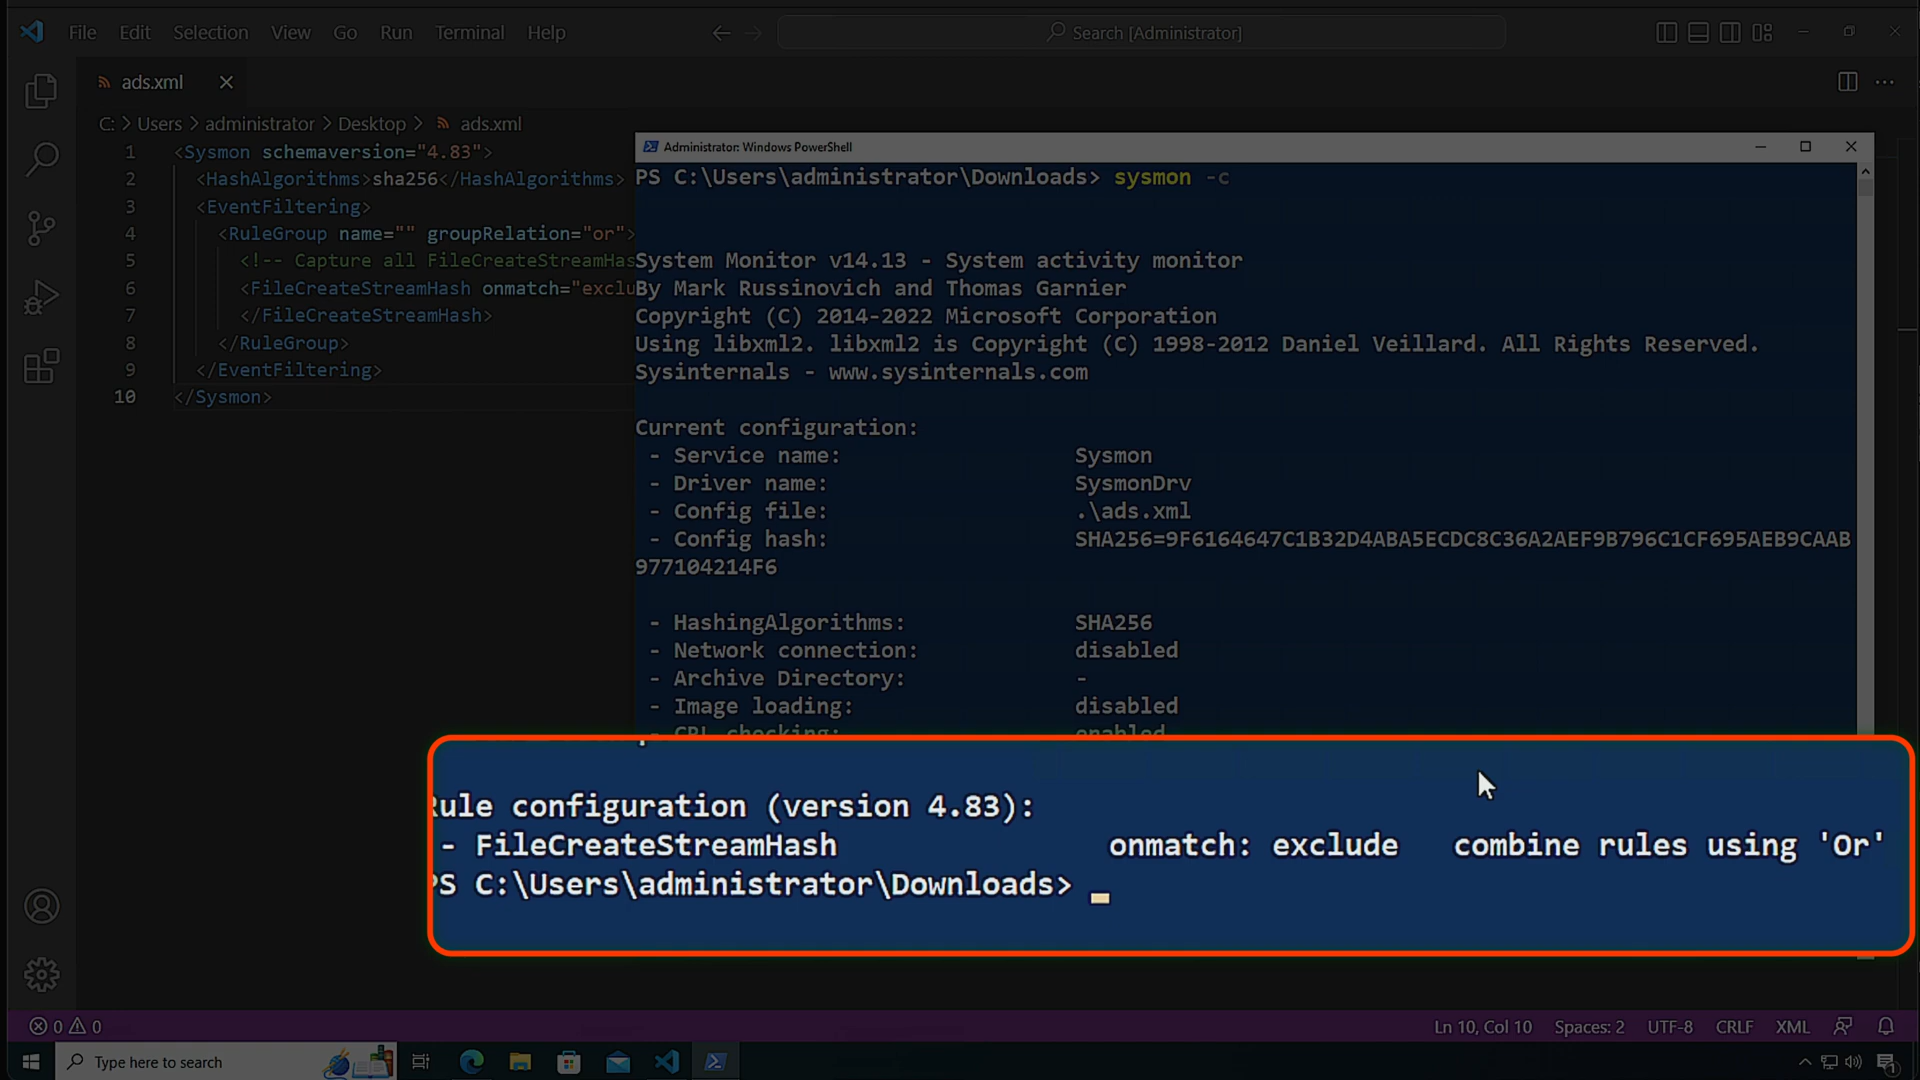 File Edit Selection View Go Run Terminal Help
Search [Administrator]
ads.xml
C: > Users > administrator > Desktop > ads.xml
1 <Sysmon schemaversion="4.83">
2 <HashAlgorithms>sha256</HashAlgorithms>
3 <EventFiltering>
4 <RuleGroup name="" groupRelation="or">
5 <!-- Capture all FileCreateStreamHas
6 <FileCreateStreamHash onmatch="exclu
7 </FileCreateStreamHash>
8 </RuleGroup>
9 </EventFiltering>
10 </Sysmon>
Administrator: Windows PowerShell
PS C:\Users\administrator\Downloads> sysmon -c
System Monitor v14.13 - System activity monitor
By Mark Russinovich and Thomas Garnier
Copyright (C) 2014-2022 Microsoft Corporation
Using libxml2. libxml2 is Copyright (C) 1998-2012 Daniel Veillard. All Rights Reserved.
Sysinternals - www.sysinternals.com
Current configuration:
- Service name: Sysmon
- Driver name: SysmonDrv
- Config file: .\ads.xml
- Config hash: SHA256=9F6164647C1B32D4ABA5ECDC8C36A2AEF9B796C1CF695AEB9CAAB
977104214F6
- HashingAlgorithms: SHA256
- Network connection: disabled
- Archive Directory: -
- Image loading: disabled
- CRL checking: enabled
Rule configuration (version 4.83):
- FileCreateStreamHash onmatch: exclude combine rules using 'Or'
PS C:\Users\administrator\Downloads>
0 0
Ln 10, Col 10 Spaces: 2 UTF-8 CRLF XML
Type here to search
1